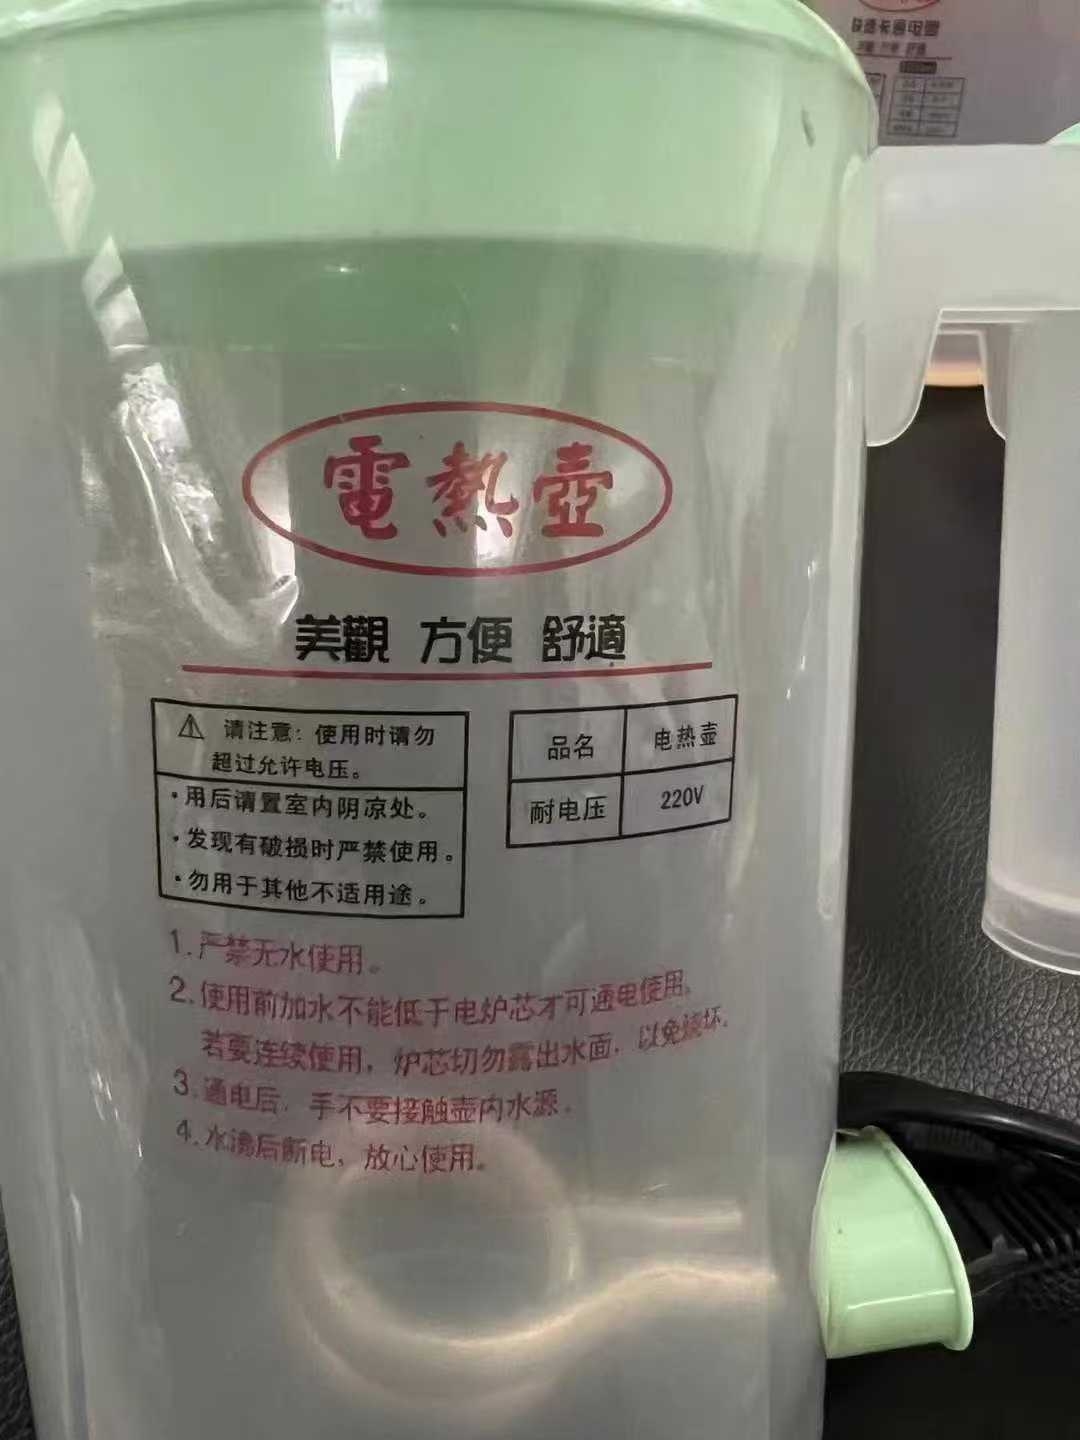 電熱壺
美觀 方便 舒適
⚠ 请注意：使用时请勿
超过允许电压。
·用后请置室内阴凉处。
·发现有破损时严禁使用。
·勿用于其他不适用途。
品名 电热壶
耐电压 220V
1.严禁无水使用。
2.使用前加水不能低于电炉芯才可通电使用，
若要连续使用，炉芯切勿露出水面，以免烧坏。
3.通电后，手不要接触壶内水源。
4.水沸后断电，放心使用。